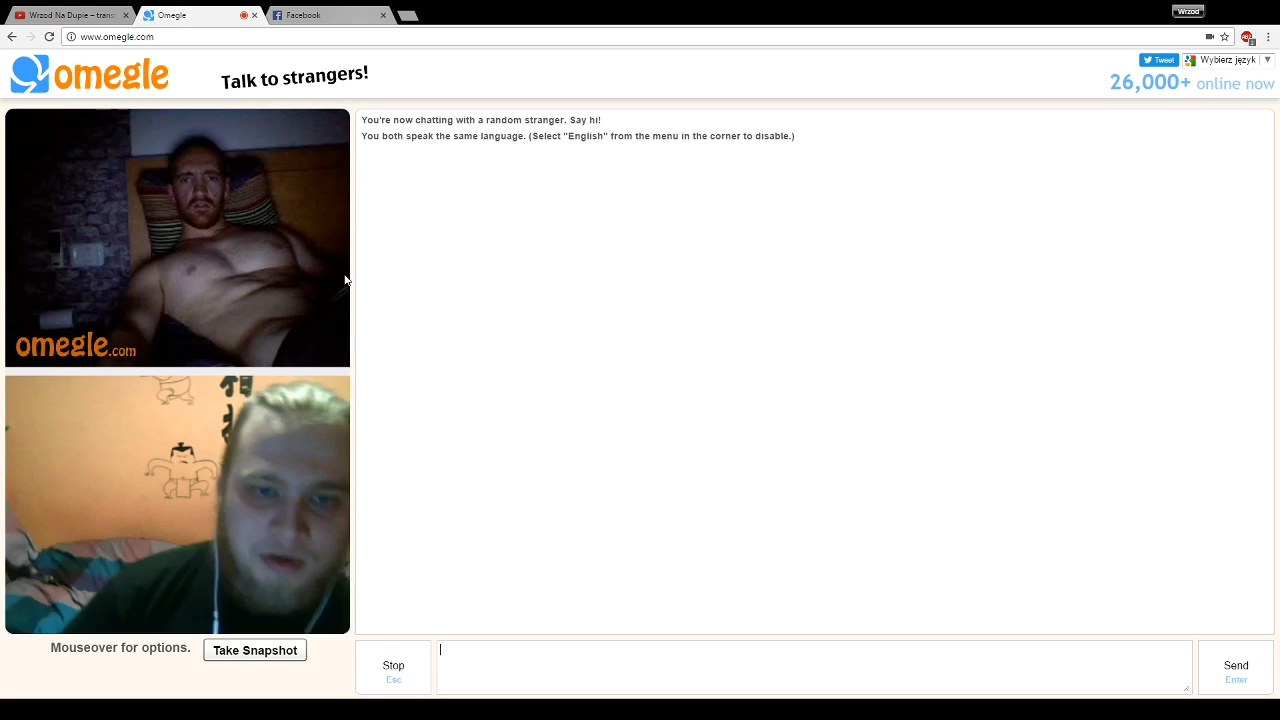 Wrzod Na Dupie – trans
Omegle
Facebook
Wrzod
www.omegle.com
omegle
Talk to strangers!
Tweet
Wybierz język
26,000+ online now
You're now chatting with a random stranger. Say hi!
You both speak the same language. (Select "English" from the menu in the corner to disable.)
omegle.com
Mouseover for options.
Take Snapshot
Stop
Esc
Send
Enter